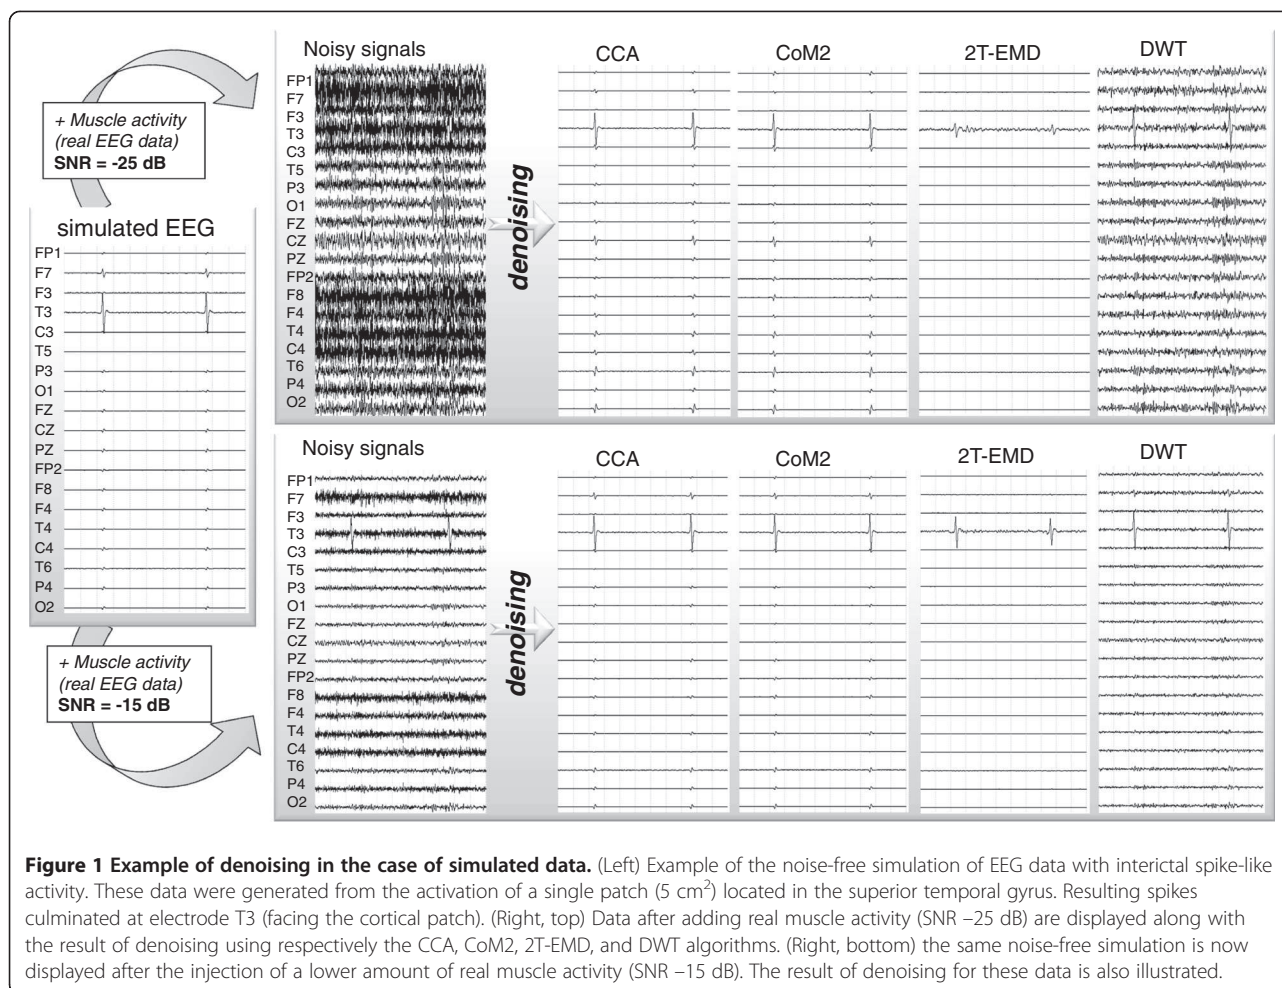 + Muscle activity
(real EEG data)
SNR = -25 dB
simulated EEG
FP1
F7
F3
T3
C3
T5
P3
O1
FZ
CZ
PZ
FP2
F8
F4
T4
C4
T6
P4
O2
+ Muscle activity
(real EEG data)
SNR = -15 dB
Noisy signals
FP1
F7
F3
T3
C3
T5
P3
O1
FZ
CZ
PZ
FP2
F8
F4
T4
C4
T6
P4
O2
denoising
CCA
CoM2
2T-EMD
DWT
Noisy signals
FP1
F7
F3
T3
C3
T5
P3
O1
FZ
CZ
PZ
FP2
F8
F4
T4
C4
T6
P4
O2
denoising
CCA
CoM2
2T-EMD
DWT
Figure 1 Example of denoising in the case of simulated data. (Left) Example of the noise-free simulation of EEG data with interictal spike-like
activity. These data were generated from the activation of a single patch (5 cm²) located in the superior temporal gyrus. Resulting spikes
culminated at electrode T3 (facing the cortical patch). (Right, top) Data after adding real muscle activity (SNR –25 dB) are displayed along with
the result of denoising using respectively the CCA, CoM2, 2T-EMD, and DWT algorithms. (Right, bottom) the same noise-free simulation is now
displayed after the injection of a lower amount of real muscle activity (SNR –15 dB). The result of denoising for these data is also illustrated.